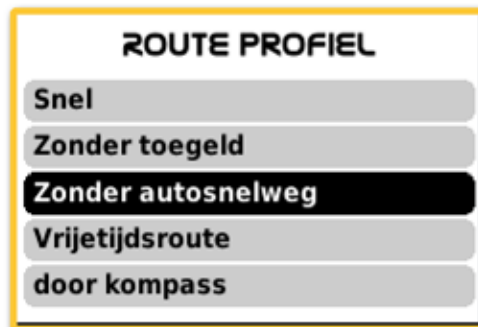 ROUTE PROFIEL
Snel
Zonder toegeld
Zonder autosnelweg
Vrijetijdsroute
door kompass